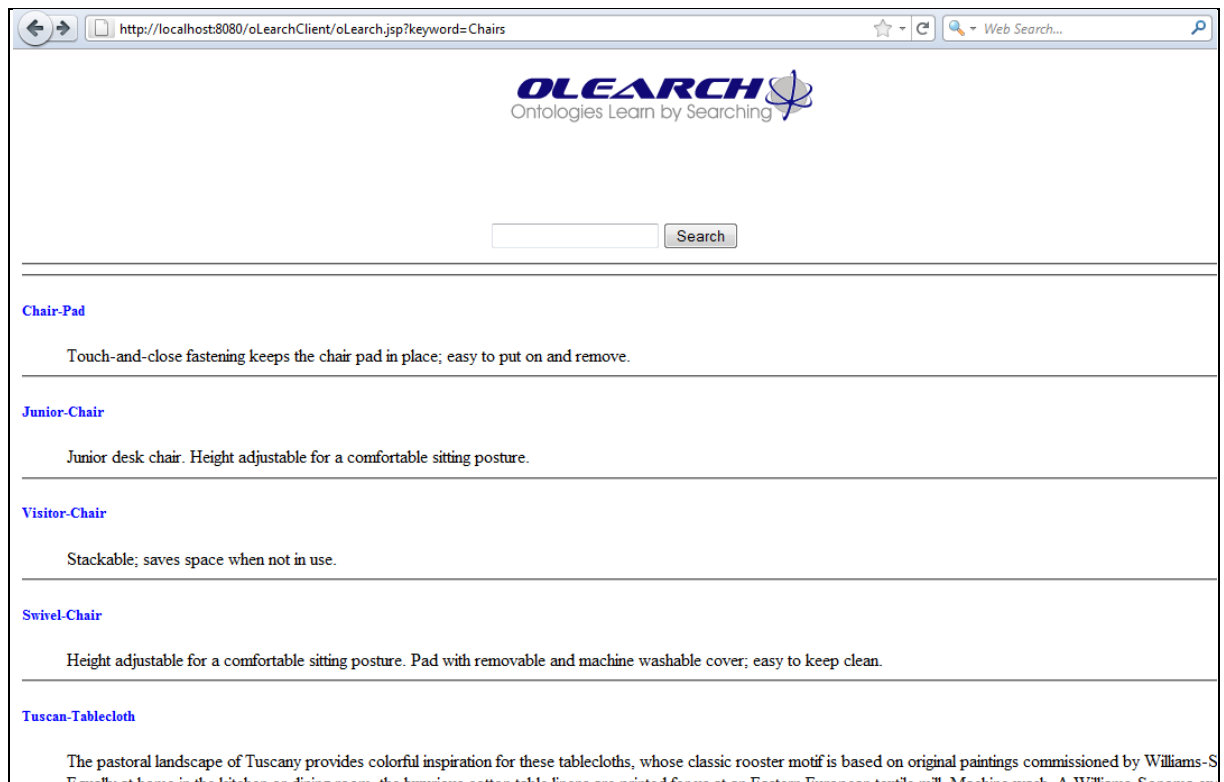 http://localhost:8080/oLearchClient/oLearch.jsp?keyword=Chairs
Web Search...
OLEARCH
Ontologies Learn by Searching
Search
Chair-Pad
Touch-and-close fastening keeps the chair pad in place; easy to put on and remove.
Junior-Chair
Junior desk chair. Height adjustable for a comfortable sitting posture.
Visitor-Chair
Stackable; saves space when not in use.
Swivel-Chair
Height adjustable for a comfortable sitting posture. Pad with removable and machine washable cover; easy to keep clean.
Tuscan-Tablecloth
The pastoral landscape of Tuscany provides colorful inspiration for these tablecloths, whose classic rooster motif is based on original paintings commissioned by Williams-S